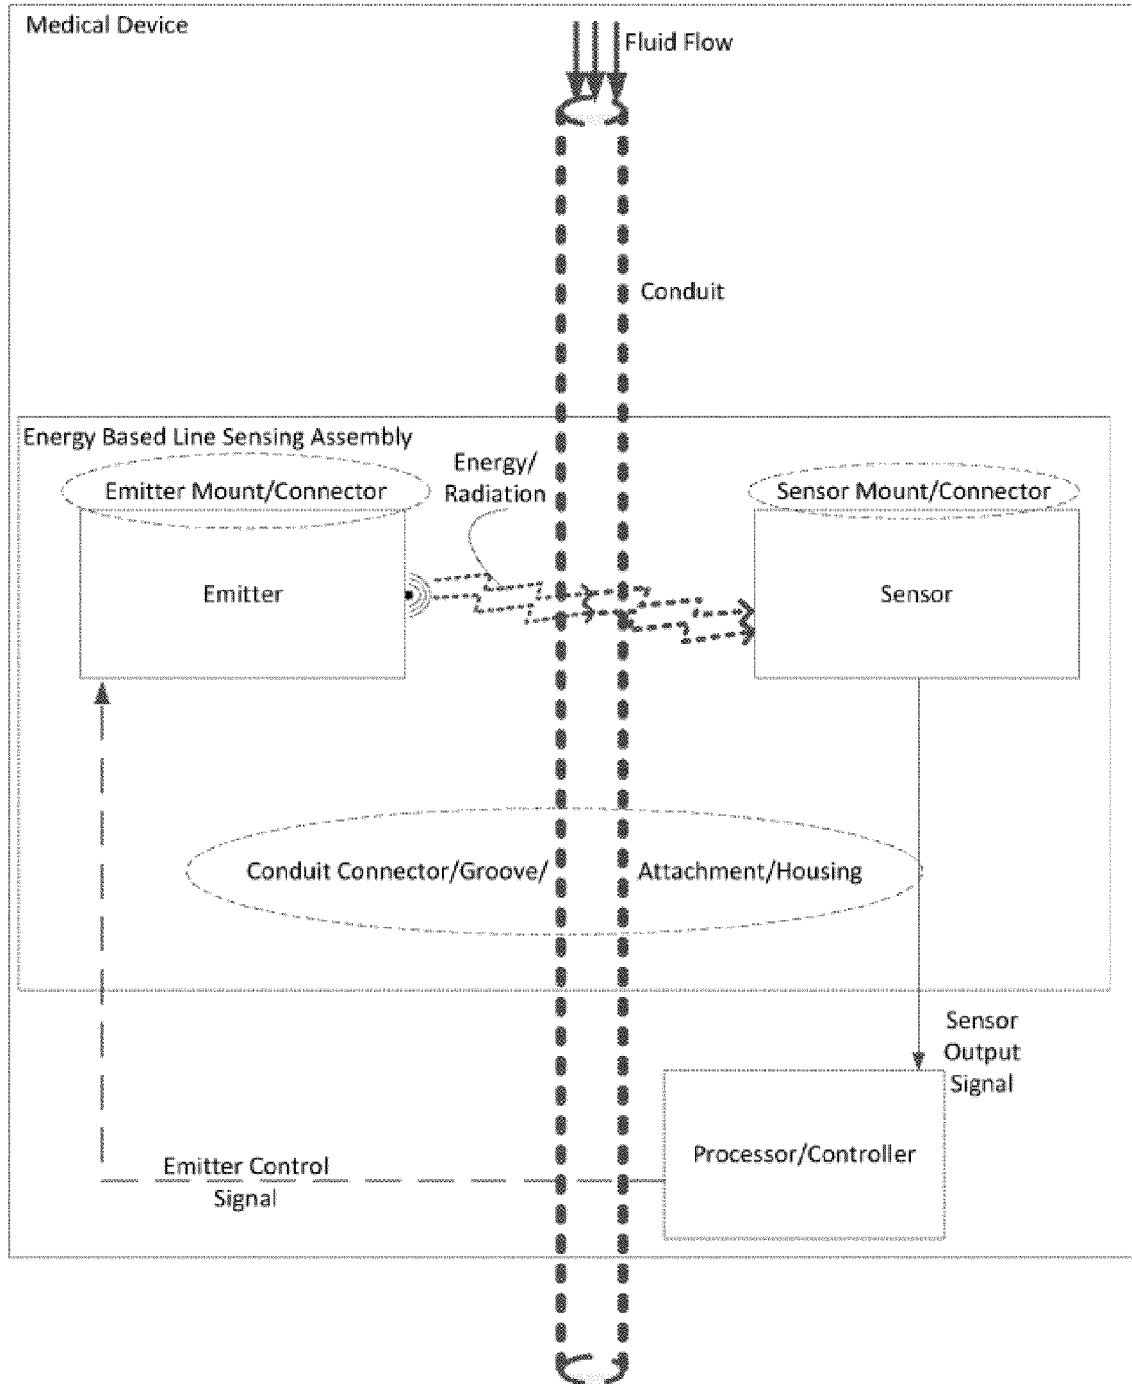 Medical Device
Fluid Flow
Conduit
Energy Based Line Sensing Assembly
Energy/
Radiation
Emitter Mount/Connector
Sensor Mount/Connector
Emitter
Sensor
Conduit Connector/Groove/
Attachment/Housing
Sensor
Output
Signal
Processor/Controller
Emitter Control
Signal